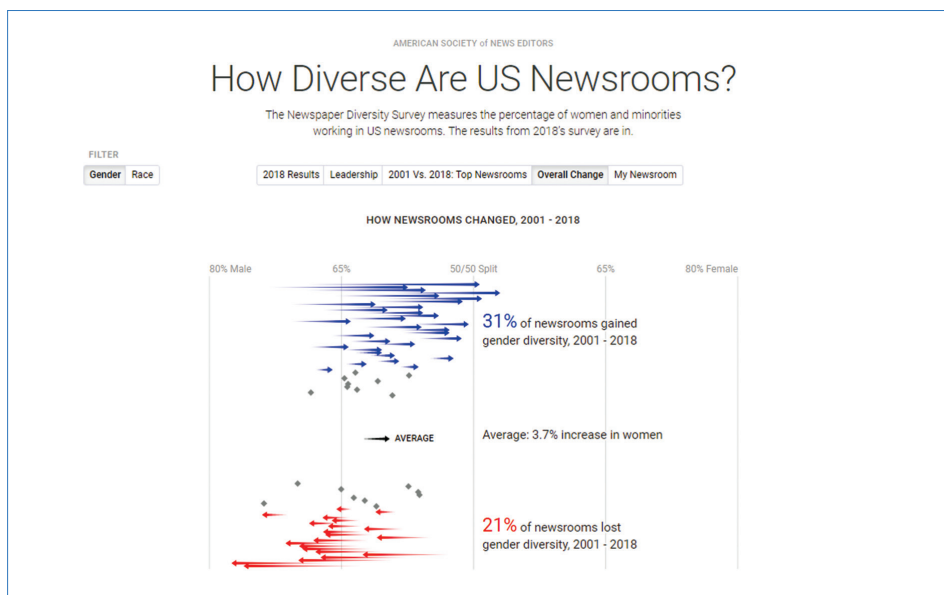 AMERICAN SOCIETY of NEWS EDITORS
How Diverse Are US Newsrooms?
The Newspaper Diversity Survey measures the percentage of women and minorities
working in US newsrooms. The results from 2018's survey are in.
FILTER
Gender Race
2018 Results Leadership 2001 Vs. 2018: Top Newsrooms Overall Change My Newsroom
HOW NEWSROOMS CHANGED, 2001 - 2018
80% Male 65% 50/50 Split 65% 80% Female
31% of newsrooms gained
gender diversity, 2001 - 2018
AVERAGE Average: 3.7% increase in women
21% of newsrooms lost
gender diversity, 2001 - 2018